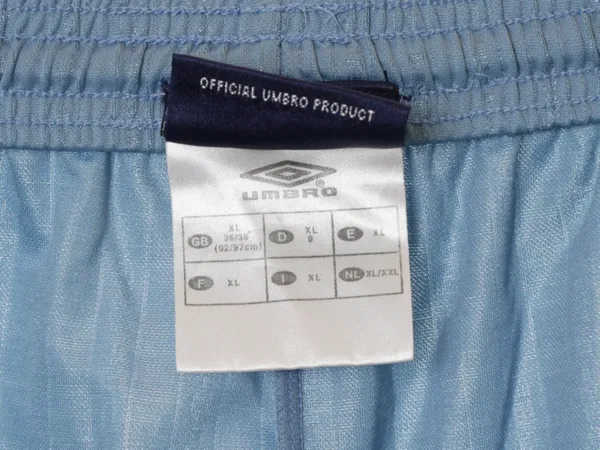 OFFICIAL UMBRO PRODUCT
UMBRO®
GB XL 36/38" (92/97cm)
D XL 9
E XL
F XL
I XL
NL XL/XXL